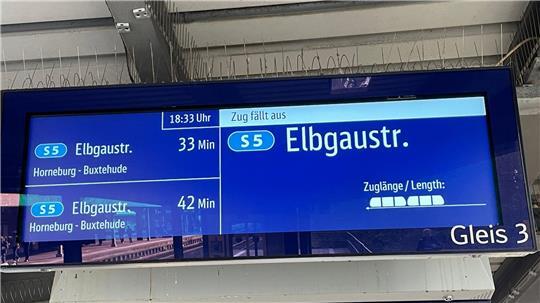 18:33 Uhr
S5 Elbgaustr. 33 Min
Horneburg - Buxtehude
S5 Elbgaustr. 42 Min
Horneburg - Buxtehude
Zug fällt aus
S5 Elbgaustr.
Zuglänge / Length:
Gleis 3